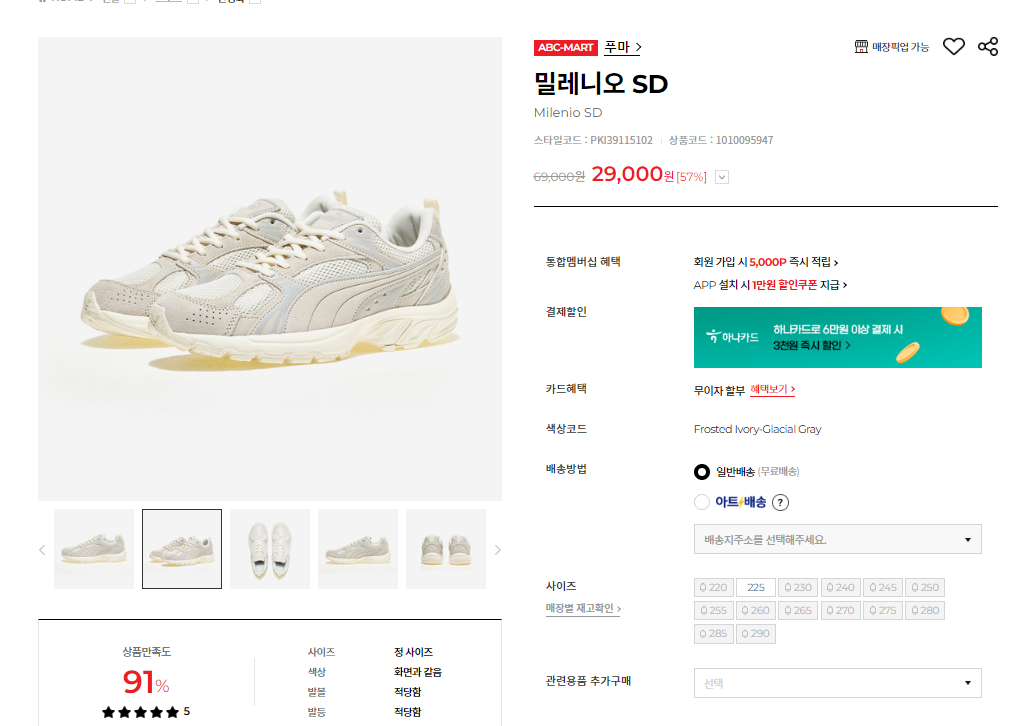 ABC-MART 푸마 >
매장픽업 가능
밀레니오 SD
Milenio SD
스타일코드 : PKI39115102 | 상품코드 : 1010095947
69,000원 29,000원 [57%]
통합멤버십 혜택
회원 가입 시 5,000P 즉시 적립 >
APP 설치 시 1만원 할인쿠폰 지급 >
결제할인
하나카드
하나카드로 6만원 이상 결제 시
3천원 즉시 할인 >
카드혜택
무이자 할부 혜택보기 >
색상코드
Frosted Ivory-Glacial Gray
배송방법
일반배송 (무료배송)
아트배송 ?
배송지주소를 선택해주세요.
사이즈
매장별 재고확인 >
220 225 230 240 245 250
255 260 265 270 275 280
285 290
관련용품 추가구매
선택
상품만족도
91%
★★★★★ 5
사이즈 정 사이즈
색상 화면과 같음
발볼 적당함
발등 적당함